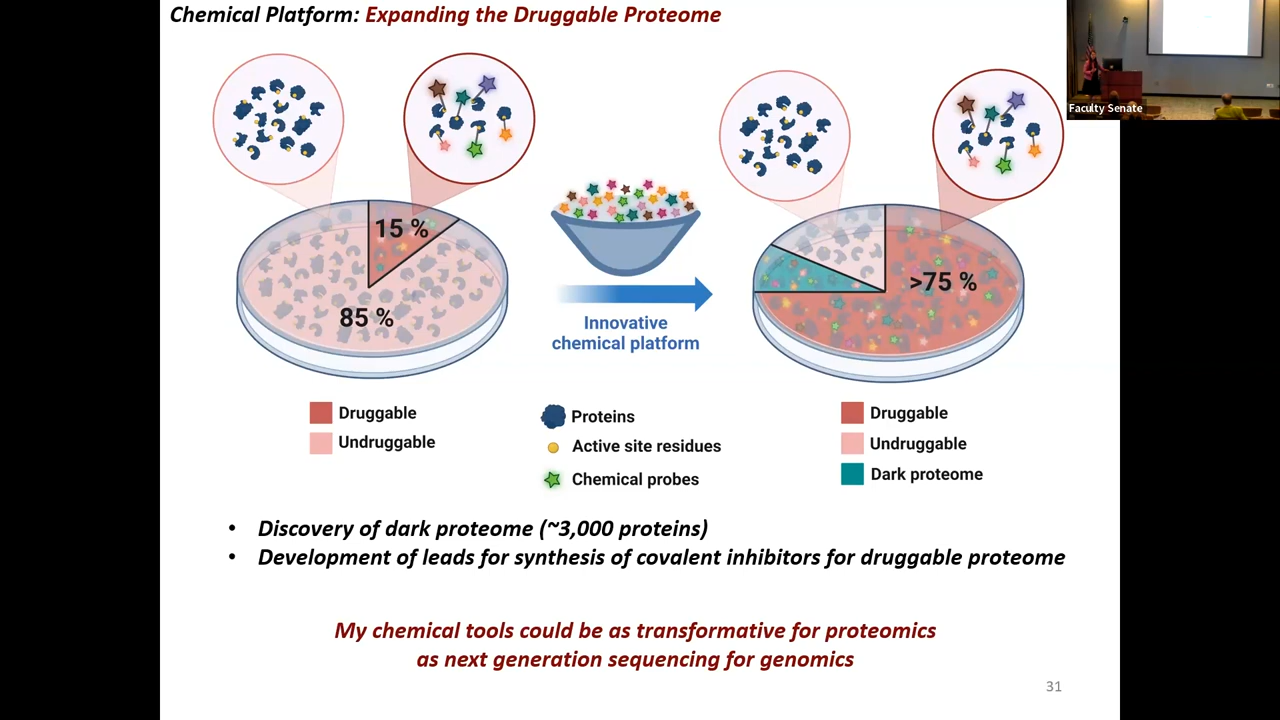 Chemical Platform: Expanding the Druggable Proteome
Faculty Senate
15 %
85 %
Innovative
chemical platform
>75 %
Druggable
Undruggable
Proteins
Active site residues
Chemical probes
Druggable
Undruggable
Dark proteome
• Discovery of dark proteome (~3,000 proteins)
• Development of leads for synthesis of covalent inhibitors for druggable proteome
My chemical tools could be as transformative for proteomics
as next generation sequencing for genomics
31